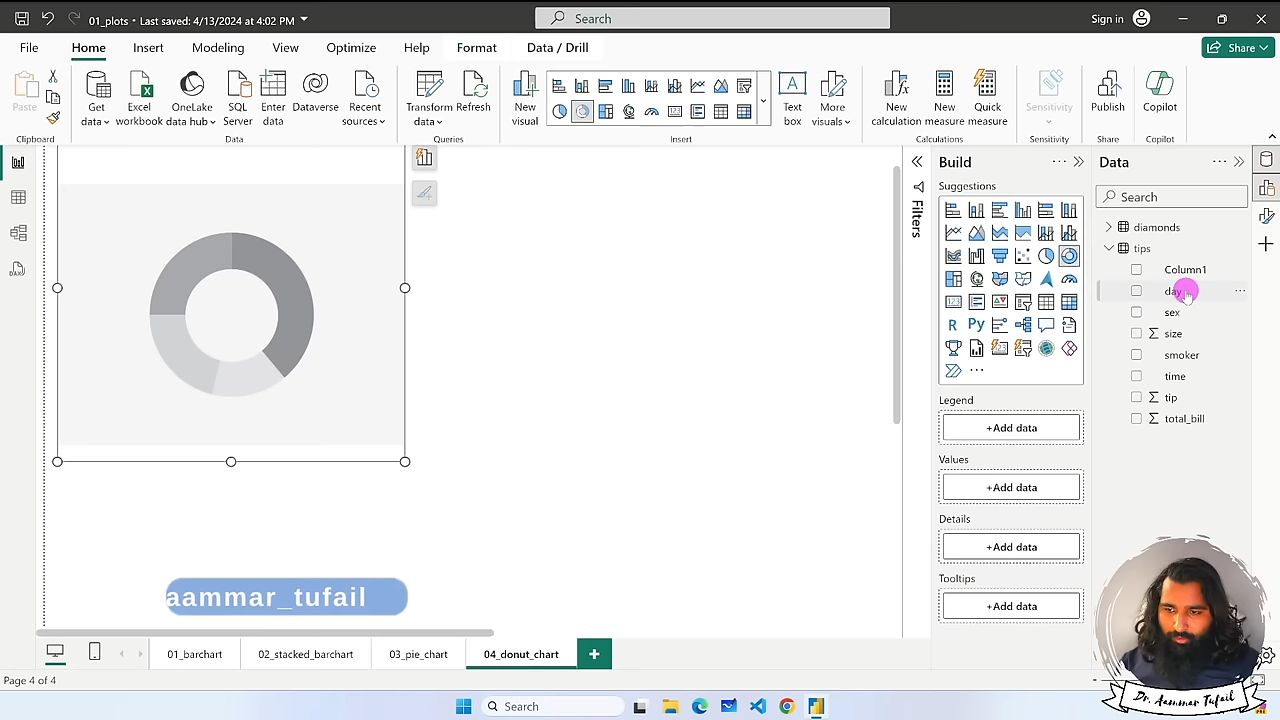 01_plots • Last saved: 4/13/2024 at 4:02 PM
Search
Sign in
File
Home
Insert
Modeling
View
Optimize
Help
Format
Data / Drill
Share
Paste
Get data
Excel workbook
OneLake data hub
SQL Server
Enter data
Dataverse
Recent sources
Transform data
Refresh
New visual
Text box
More visuals
New calculation
New measure
Quick measure
Sensitivity
Publish
Copilot
Clipboard
Data
Queries
Insert
Calculations
Sensitivity
Share
Copilot
DAX
Filters
Build
Suggestions
123
R
Py
Legend
+Add data
Values
+Add data
Details
+Add data
Tooltips
+Add data
Data
Search
diamonds
tips
Column1
day
sex
Σ size
smoker
time
Σ tip
Σ total_bill
aammar_tufail
01_barchart
02_stacked_barchart
03_pie_chart
04_donut_chart
Page 4 of 4
Search
Dr. Aammar Tufail